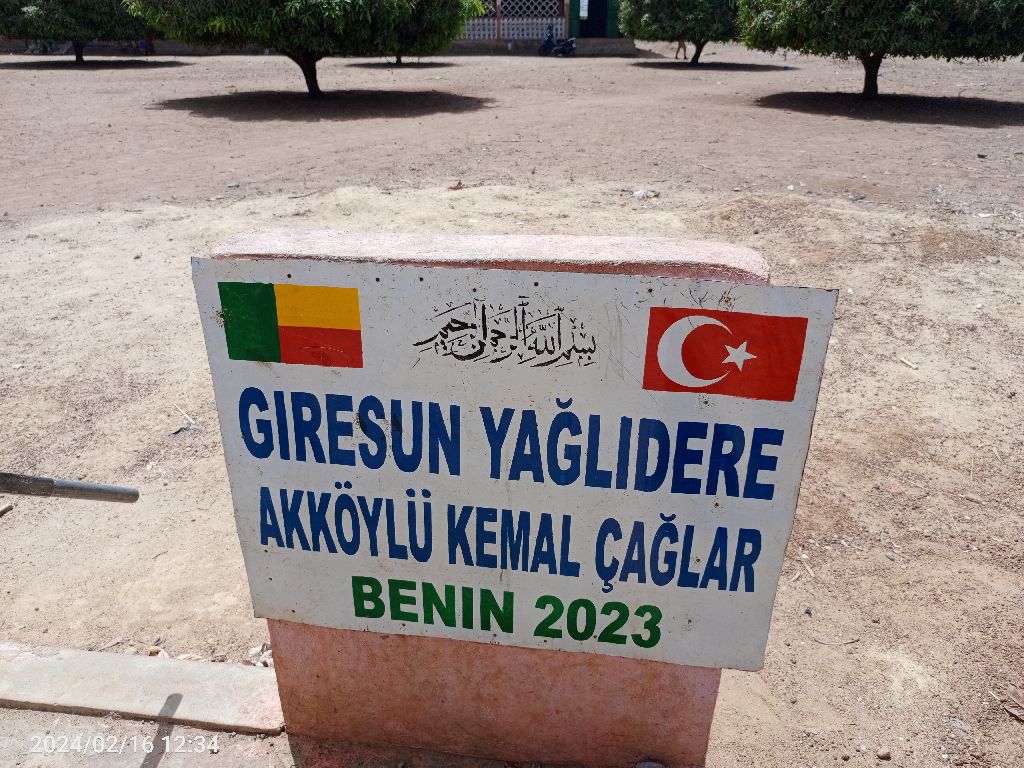 بسم الله الرحمن الرحيم
GIRESUN YAĞLIDERE
AKKÖYLÜ KEMAL ÇAĞLAR
BENIN 2023
2024/02/16 12:34